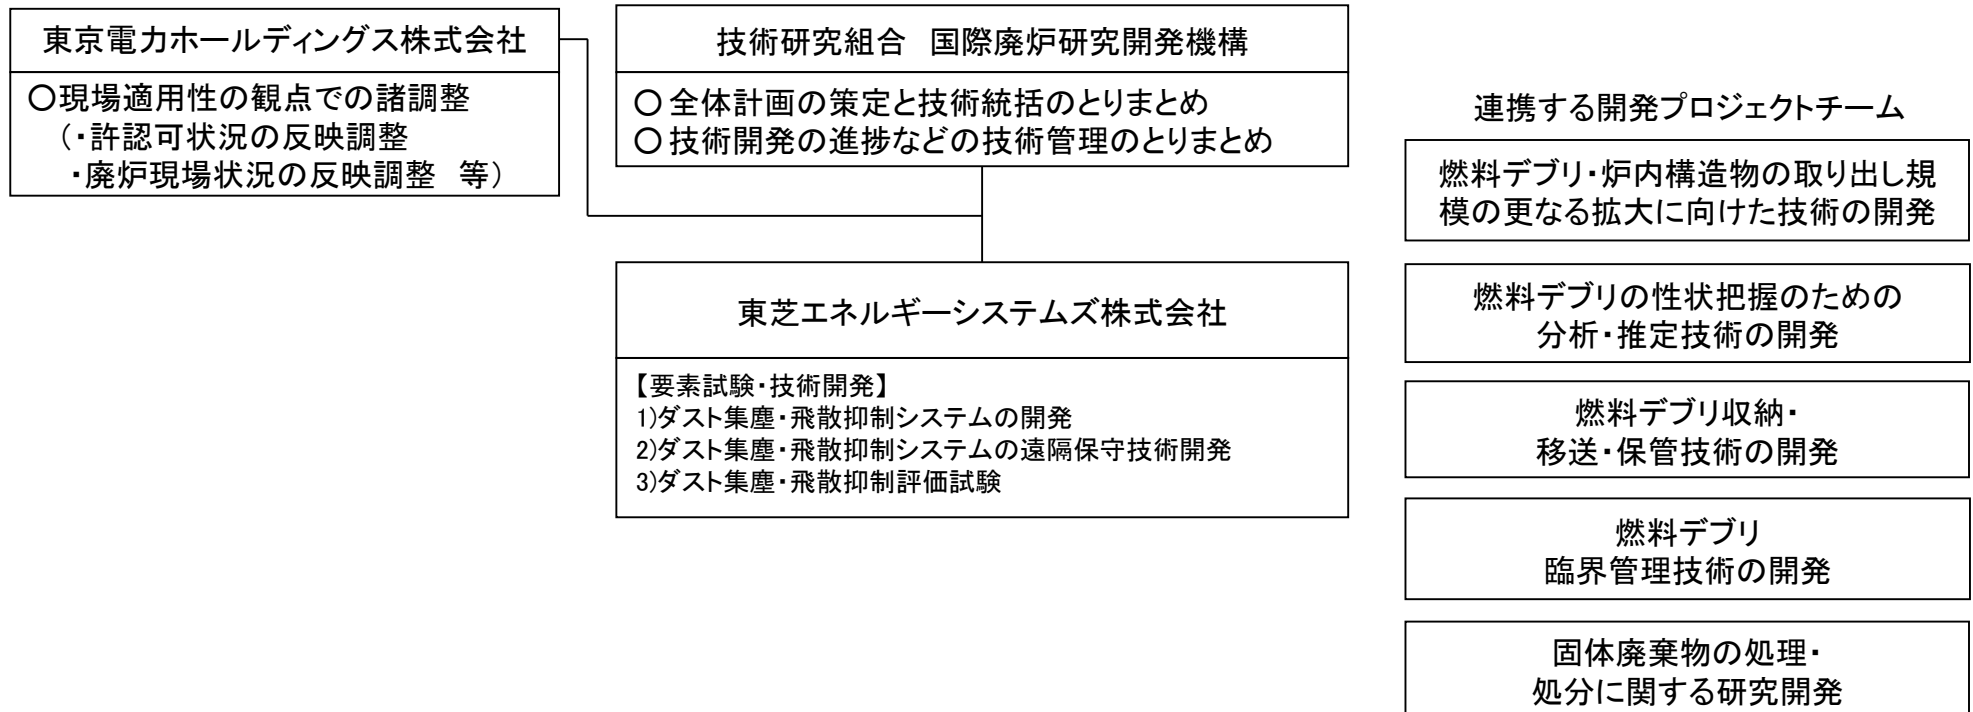 東京電力ホールディングス株式会社
〇現場適用性の観点での諸調整
(・許認可状況の反映調整
・廃炉現場状況の反映調整 等)
技術研究組合 国際廃炉研究開発機構
〇 全体計画の策定と技術統括のとりまとめ
〇 技術開発の進捗などの技術管理のとりまとめ
東芝エネルギーシステムズ株式会社
【要素試験・技術開発】
1)ダスト集塵・飛散抑制システムの開発
2)ダスト集塵・飛散抑制システムの遠隔保守技術開発
3)ダスト集塵・飛散抑制評価試験
連携する開発プロジェクトチーム
燃料デブリ・炉内構造物の取り出し規
模の更なる拡大に向けた技術の開発
燃料デブリの性状把握のための
分析・推定技術の開発
燃料デブリ収納・
移送・保管技術の開発
燃料デブリ
臨界管理技術の開発
固体廃棄物の処理・
処分に関する研究開発